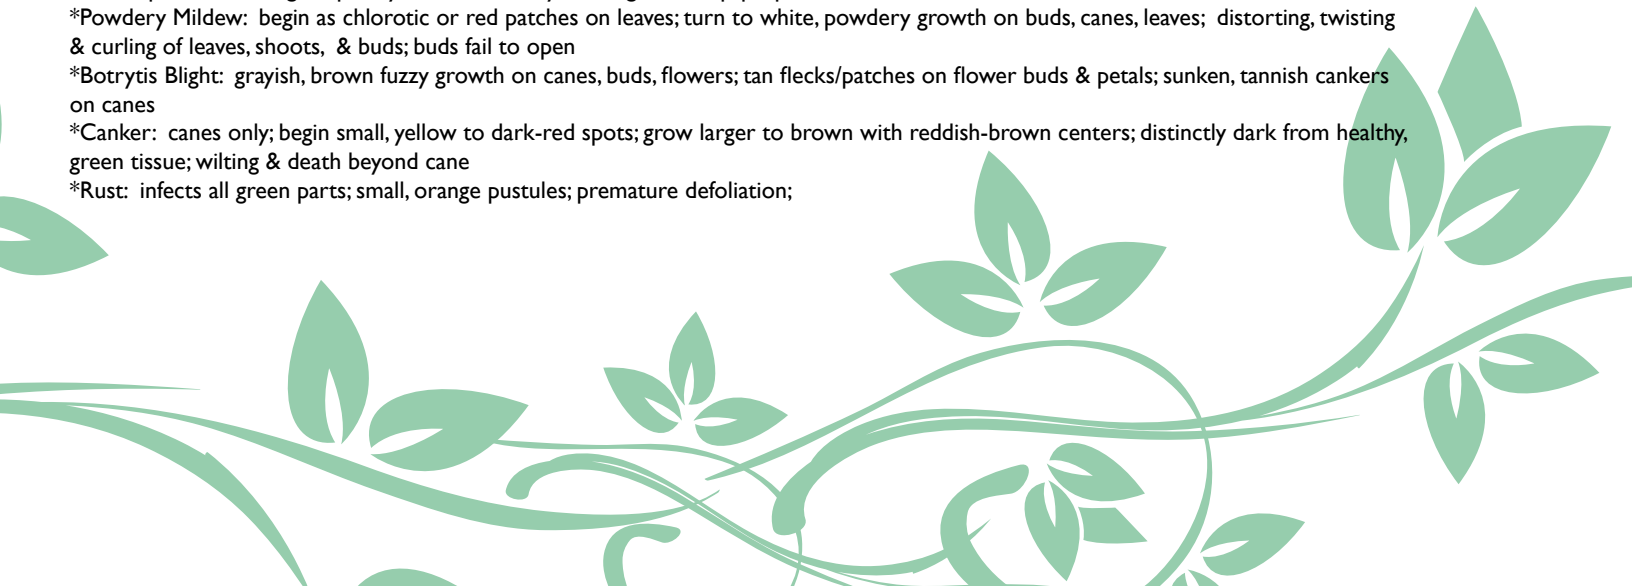 *Powdery Mildew:  begin as chlorotic or red patches on leaves; turn to white, powdery growth on buds, canes, leaves;  distorting, twisting
& curling of leaves, shoots,  & buds; buds fail to open
*Botrytis Blight:  grayish, brown fuzzy growth on canes, buds, flowers; tan flecks/patches on flower buds & petals; sunken, tannish cankers
on canes
*Canker:  canes only; begin small, yellow to dark-red spots; grow larger to brown with reddish-brown centers; distinctly dark from healthy,
green tissue; wilting & death beyond cane
*Rust:  infects all green parts; small, orange pustules; premature defoliation;